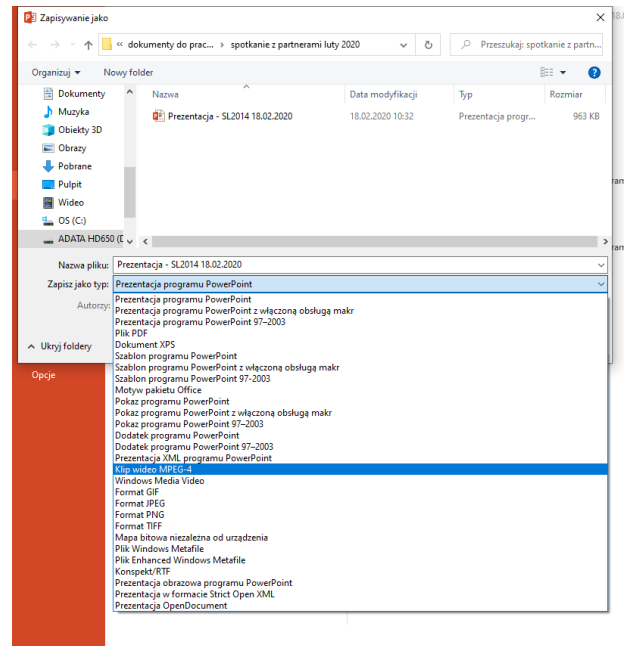 Zapisywanie jako
18.0
« dokumenty do prac... › spotkanie z partnerami luty 2020
Przeszukaj: spotkanie z partn...
Organizuj
Nowy folder
Dokumenty
Muzyka
Obiekty 3D
Obrazy
Pobrane
Pulpit
Wideo
OS (C:)
ADATA HD650 (E
Nazwa Data modyfikacji Typ Rozmiar
Prezentacja - SL2014 18.02.2020 18.02.2020 10:32 Prezentacja progr... 963 KB
ram
ram
Nazwa pliku: Prezentacja - SL2014 18.02.2020
Zapisz jako typ: Prezentacja programu PowerPoint
Autorzy:
Ukryj foldery
Opcje
Prezentacja programu PowerPoint
Prezentacja programu PowerPoint z włączoną obsługą makr
Prezentacja programu PowerPoint 97–2003
Plik PDF
Dokument XPS
Szablon programu PowerPoint
Szablon programu PowerPoint z włączoną obsługą makr
Szablon programu PowerPoint 97-2003
Motyw pakietu Office
Pokaz programu PowerPoint
Pokaz programu PowerPoint z włączoną obsługą makr
Pokaz programu PowerPoint 97–2003
Dodatek programu PowerPoint
Dodatek programu PowerPoint 97–2003
Prezentacja XML programu PowerPoint
Klip wideo MPEG-4
Windows Media Video
Format GIF
Format JPEG
Format PNG
Format TIFF
Mapa bitowa niezależna od urządzenia
Plik Windows Metafile
Plik Enhanced Windows Metafile
Konspekt/RTF
Prezentacja obrazowa programu PowerPoint
Prezentacja w formacie Strict Open XML
Prezentacja OpenDocument